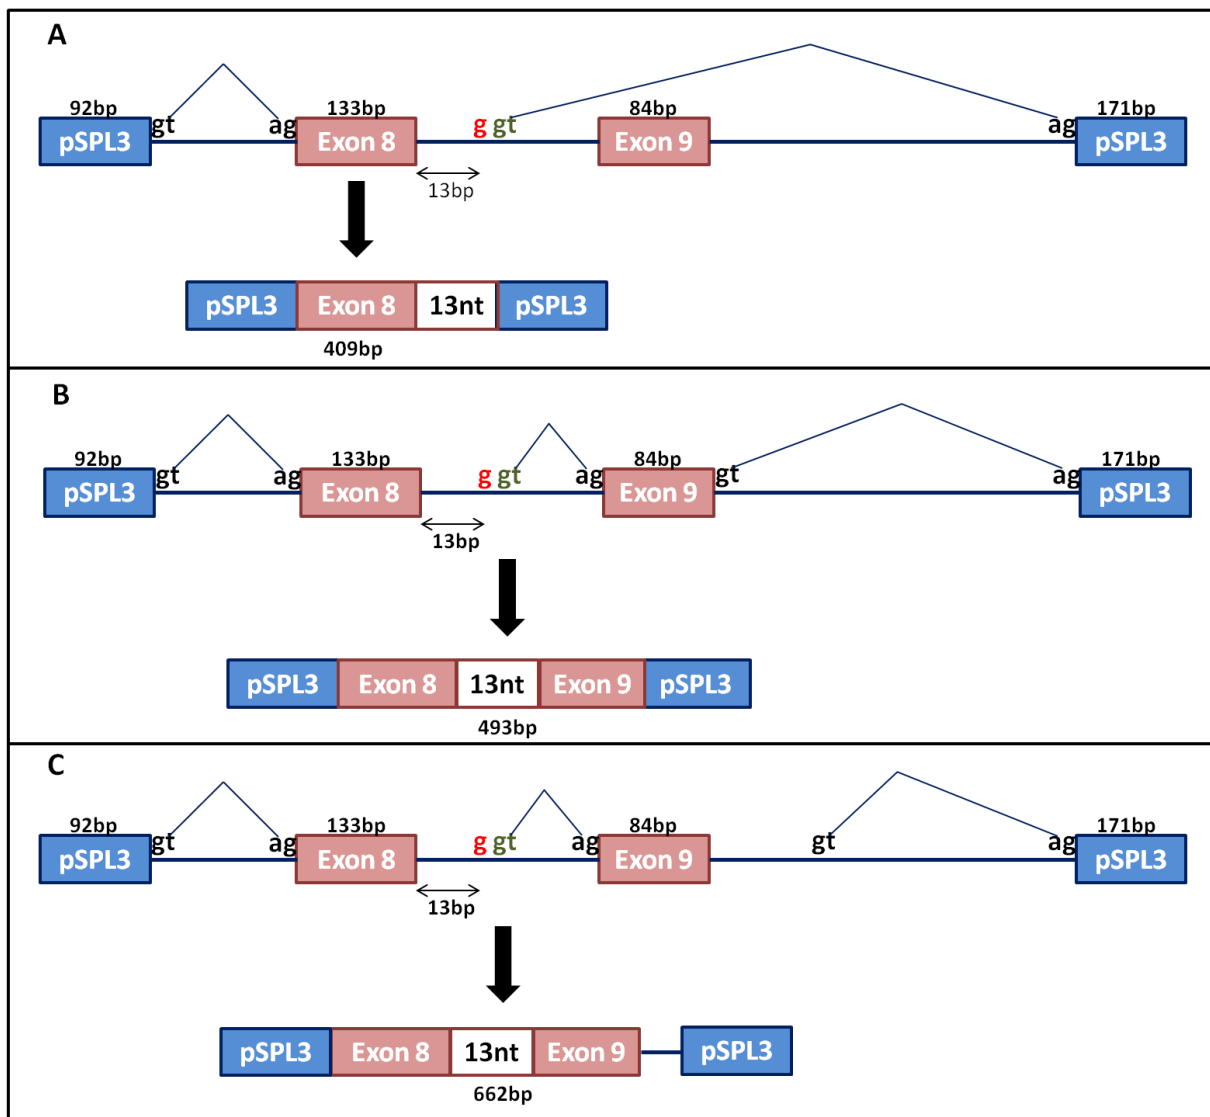 A
92bp 133bp 84bp 171bp
gt ag g gt ag
pSPL3 Exon 8 Exon 9 pSPL3
13bp
pSPL3 Exon 8 13nt pSPL3
409bp
B
92bp 133bp 84bp 171bp
gt ag g gt ag gt ag
pSPL3 Exon 8 Exon 9 pSPL3
13bp
pSPL3 Exon 8 13nt Exon 9 pSPL3
493bp
C
92bp 133bp 84bp 171bp
gt ag g gt ag gt ag
pSPL3 Exon 8 Exon 9 pSPL3
13bp
pSPL3 Exon 8 13nt Exon 9 pSPL3
662bp